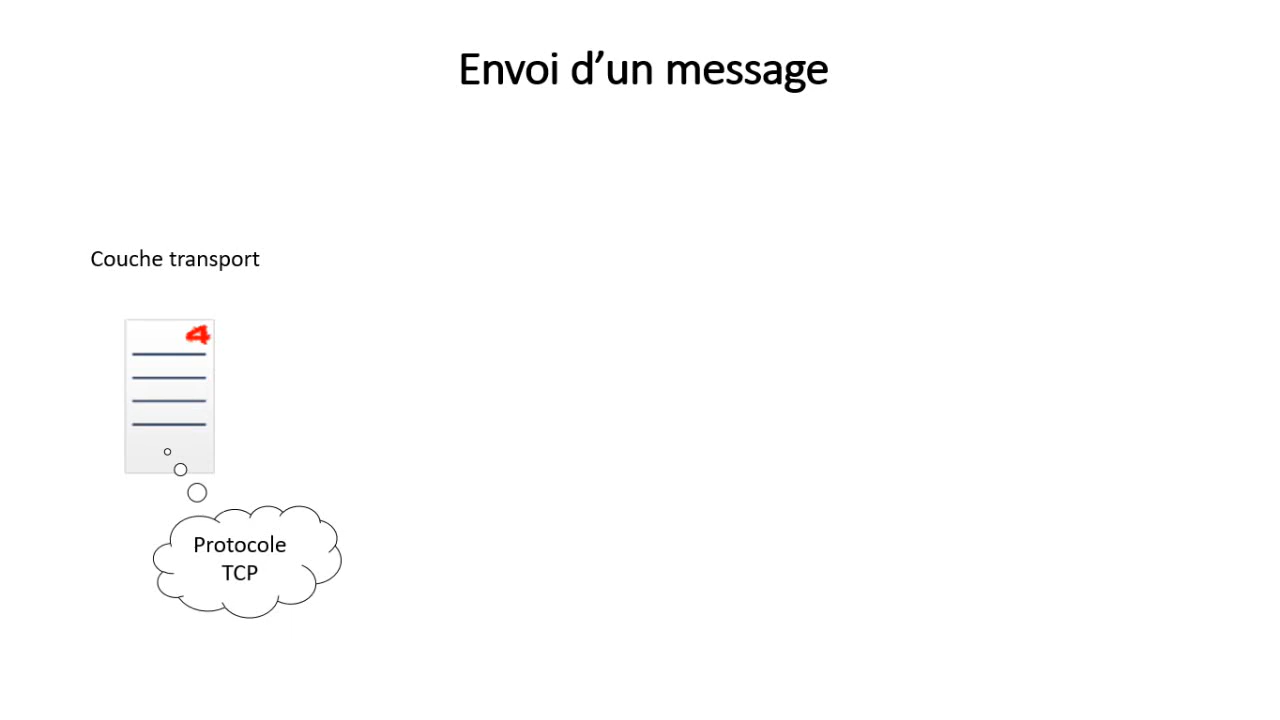 Envoi d’un message
Couche transport
4
Protocole
TCP